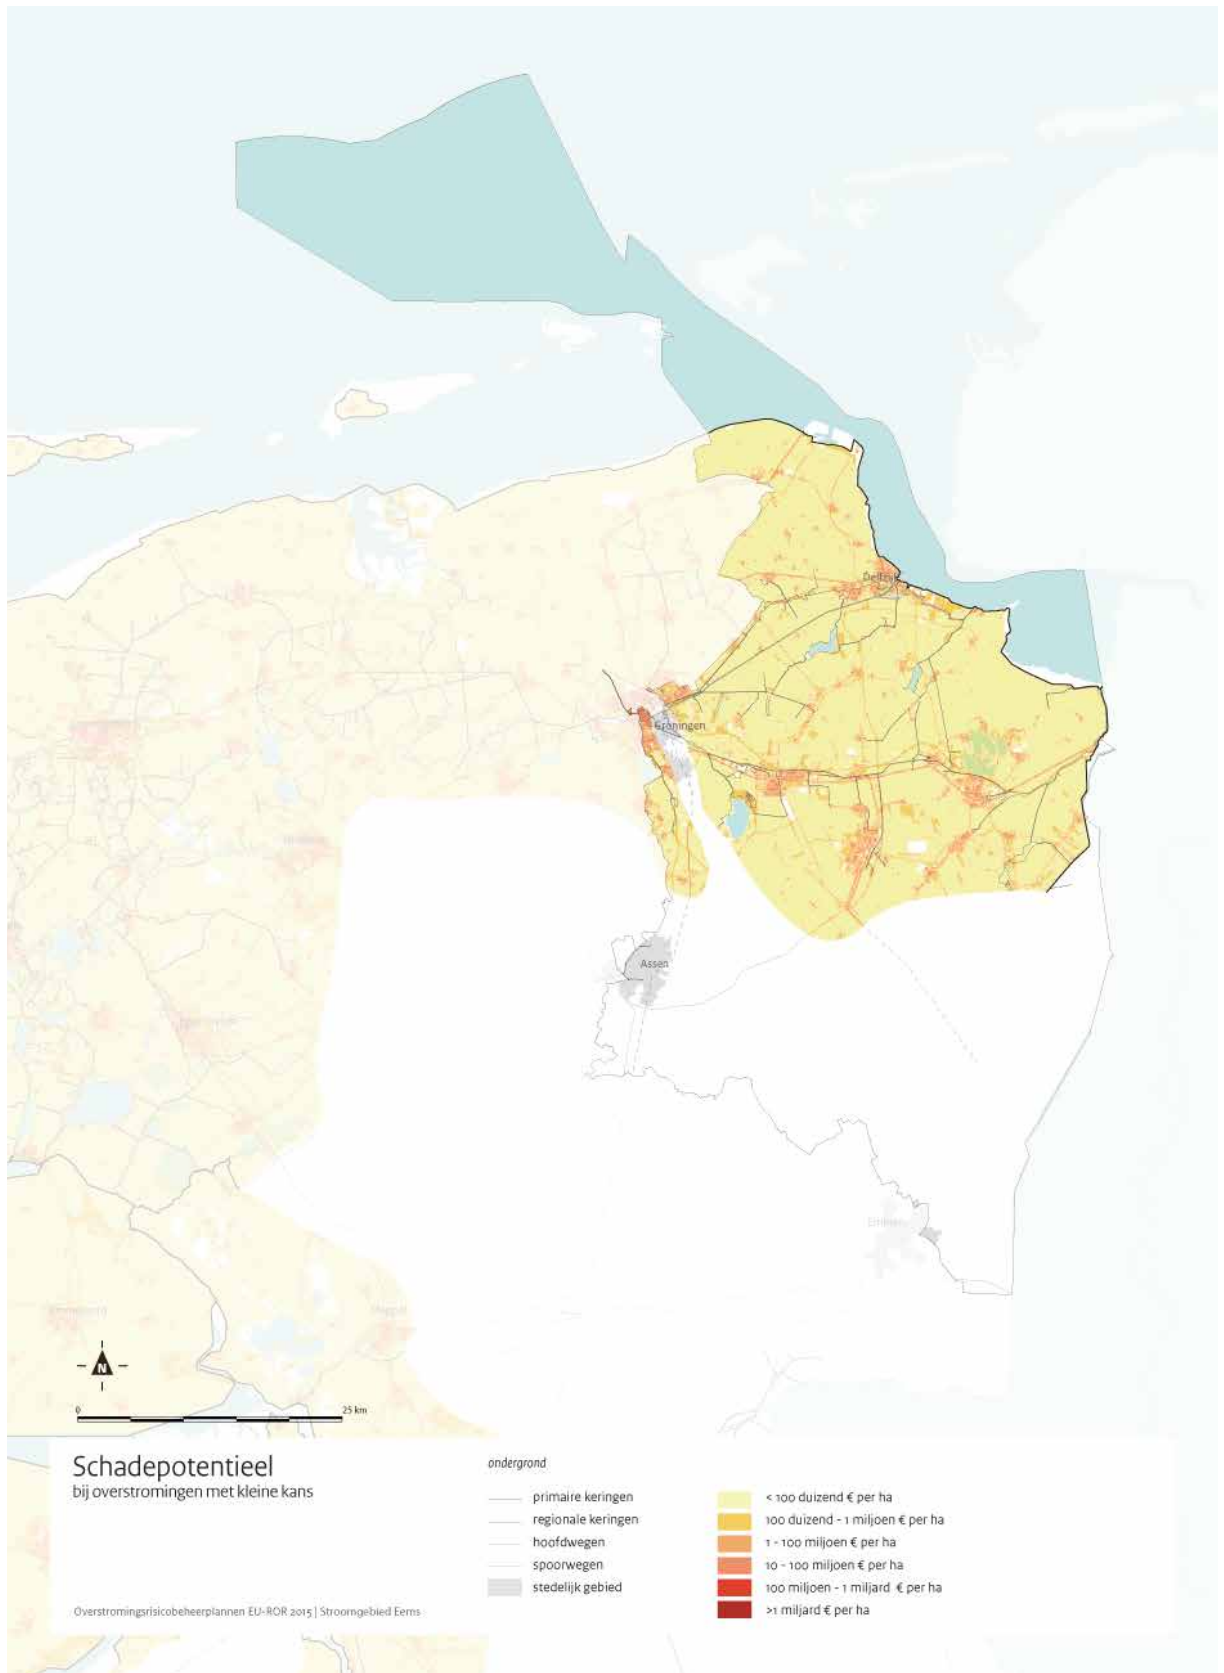 Delfzijl
Groningen
Assen
Emmen
Meppel
N
0 25 km
Schadepotentieel
bij overstromingen met kleine kans
Overstromingsrisicobeheerplannen EU-ROR 2015 | Stroomgebied Eems
ondergrond
primaire keringen
regionale keringen
hoofdwegen
spoorwegen
stedelijk gebied
< 100 duizend € per ha
100 duizend - 1 miljoen € per ha
1 - 100 miljoen € per ha
10 - 100 miljoen € per ha
100 miljoen - 1 miljard € per ha
>1 miljard € per ha